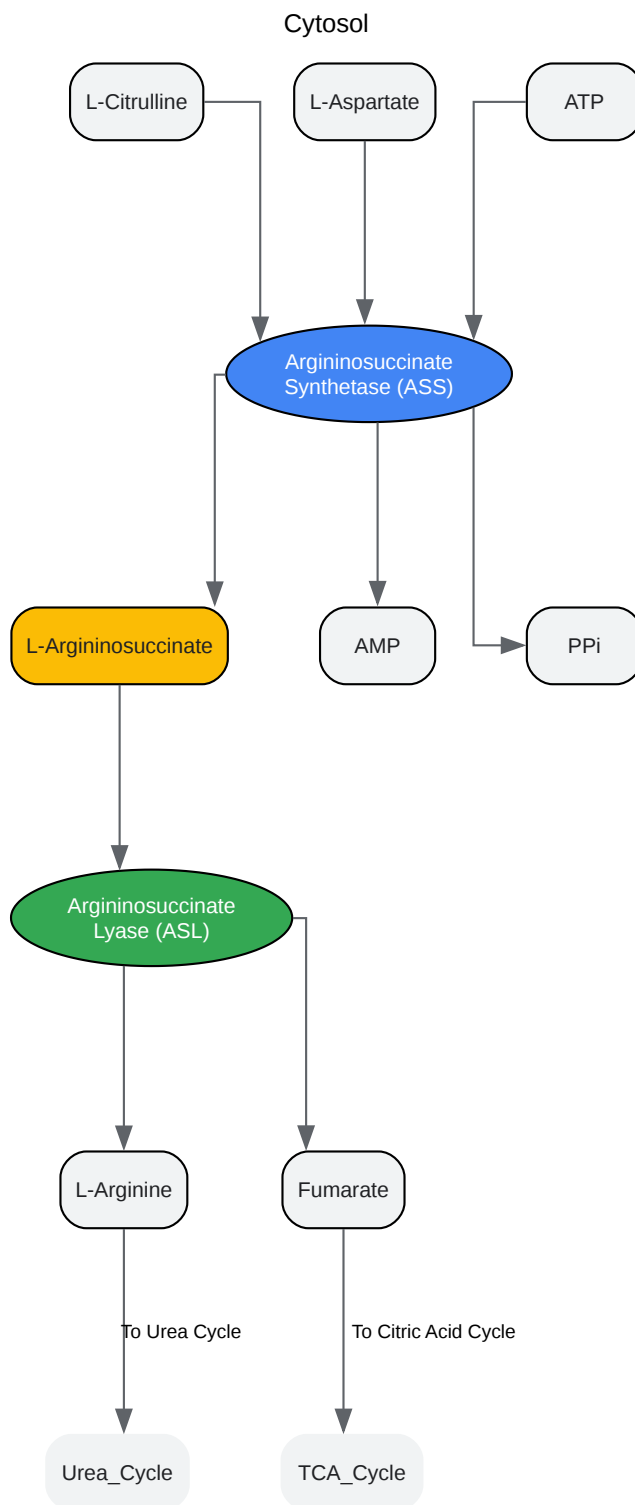 Cytosol
L-Citrulline
L-Aspartate
ATP
Argininosuccinate
Synthetase (ASS)
L-Argininosuccinate
AMP
PPi
Argininosuccinate
Lyase (ASL)
L-Arginine
Fumarate
To Urea Cycle
To Citric Acid Cycle
Urea_Cycle
TCA_Cycle